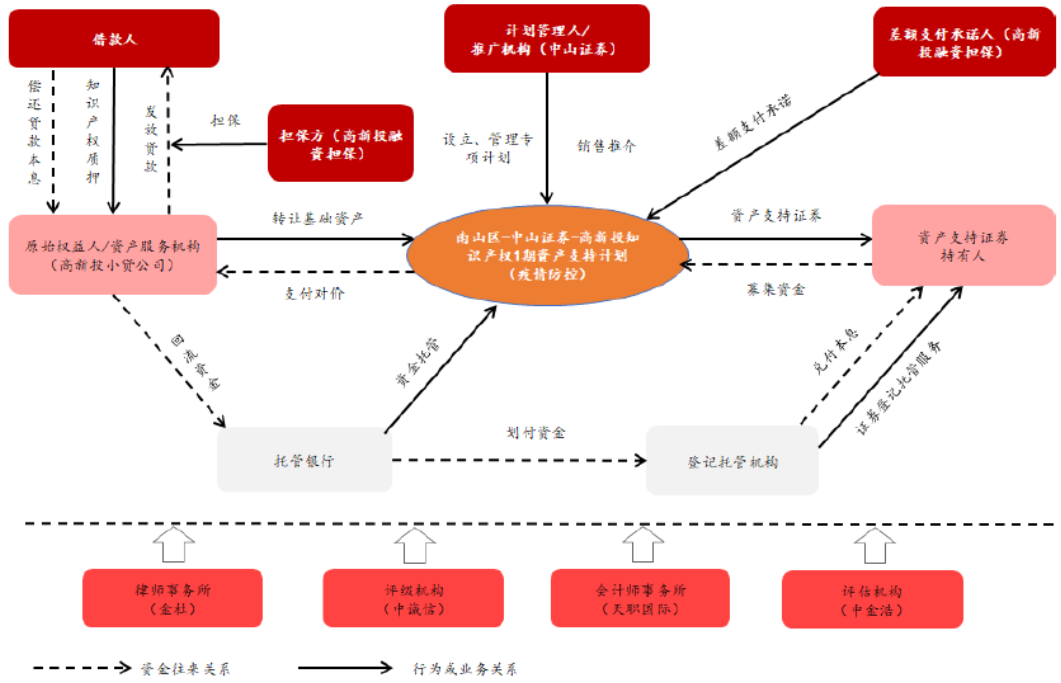 借款人
计划管理人/
推广机构（中山证券）
差额支付承诺人（高新
投融资担保）
偿还贷款本息
知识产权质押
发放贷款
担保
担保方（高新投融
资担保）
设立、管理专
项计划
销售推介
差额支付承诺
原始权益人/资产服务机构
（高新投小贷公司）
转让基础资产
支付对价
南山区-中山证券-高新投知
识产权1期资产支持计划
（疫情防控）
资产支持证券
募集资金
资产支持证券
持有人
回流资金
资金托管
兑付本息
证券登记托管服务
托管银行
划付资金
登记托管机构
律师事务所
（金杜）
评级机构
（中诚信）
会计师事务所
（天职国际）
评估机构
（中金浩）
资金往来关系
行为或业务关系